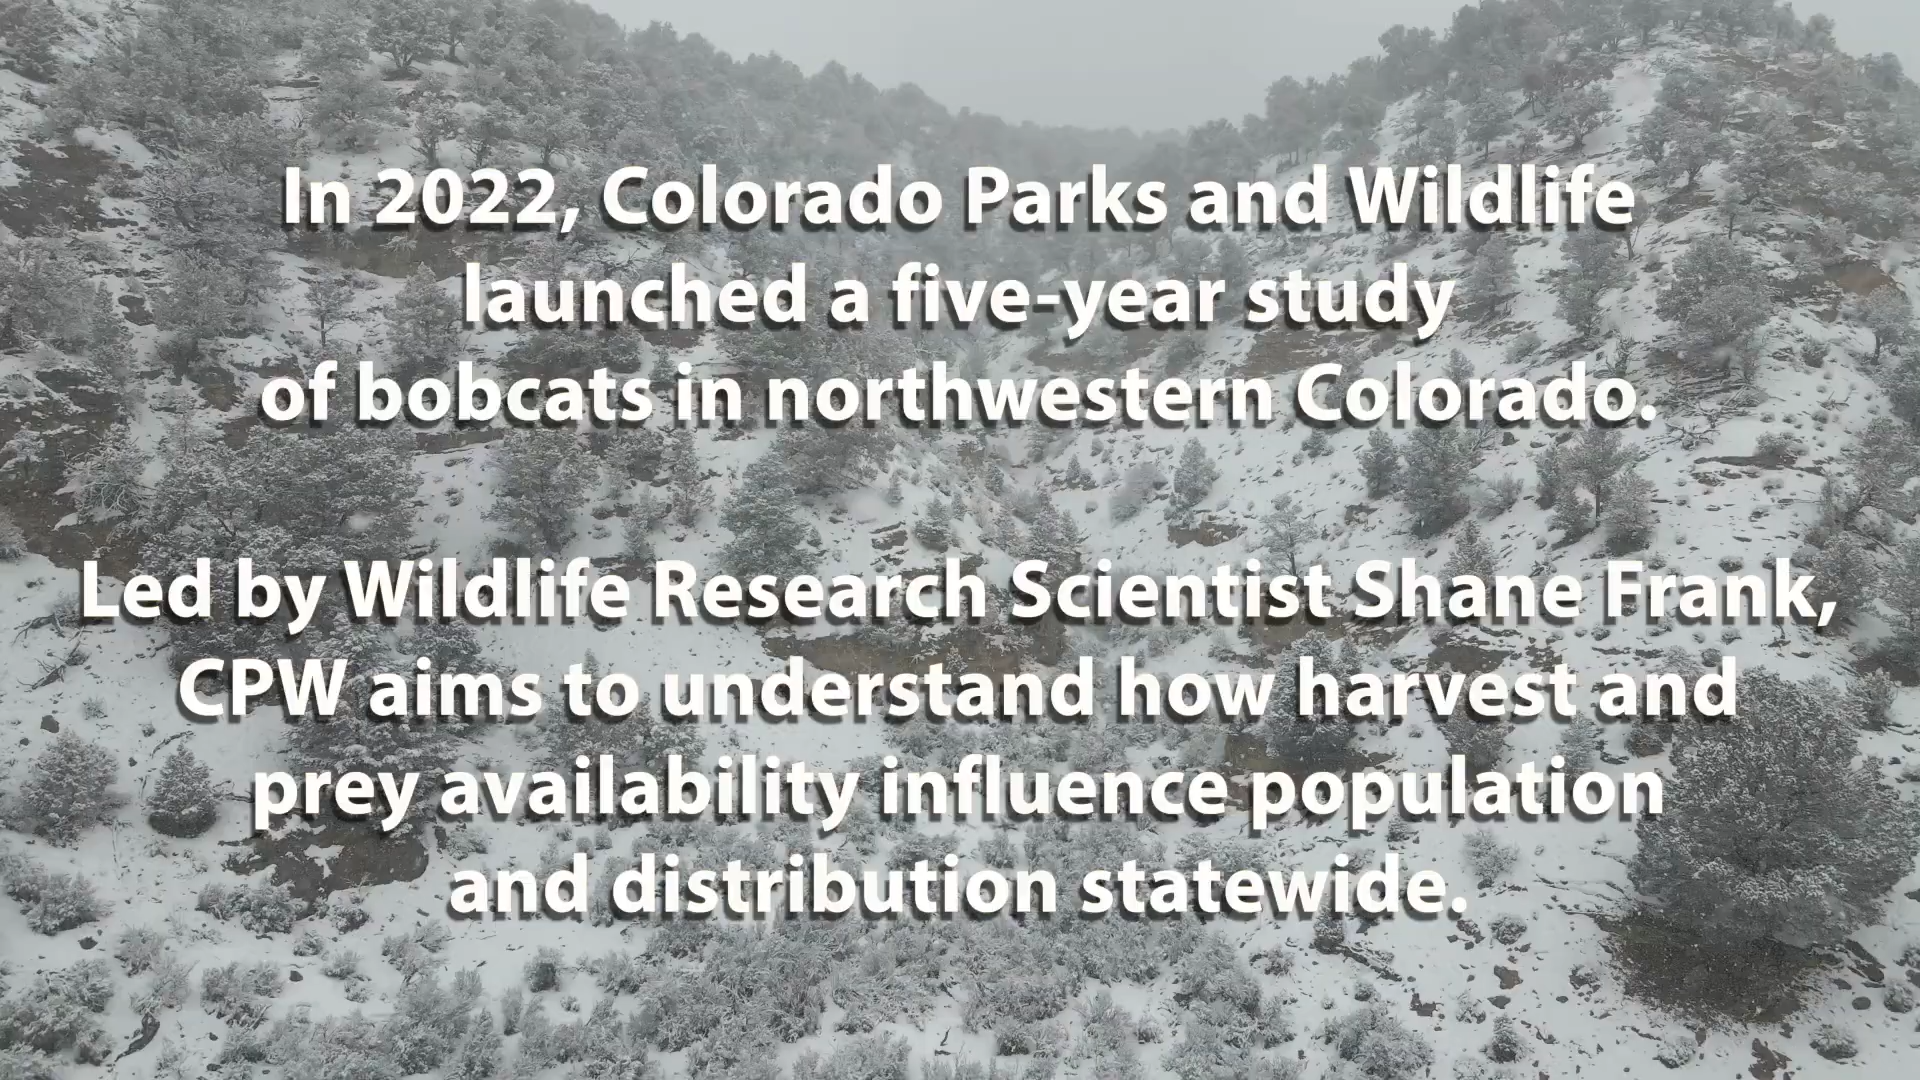 In 2022, Colorado Parks and Wildlife
launched a five-year study
of bobcats in northwestern Colorado.
Led by Wildlife Research Scientist Shane Frank,
CPW aims to understand how harvest and
prey availability influence population
and distribution statewide.